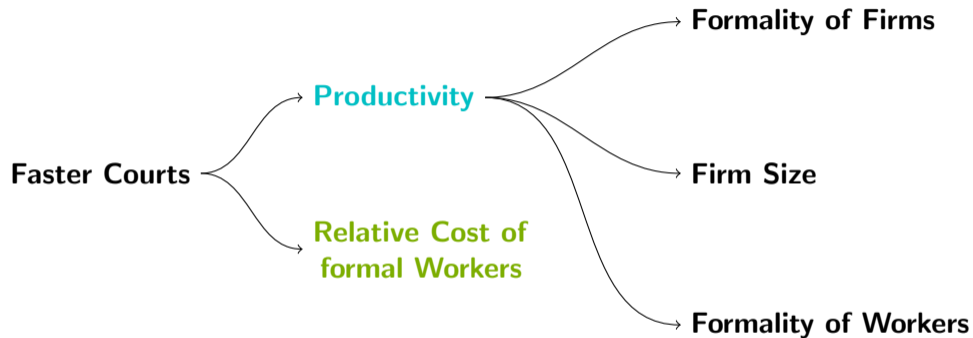 Formality of Firms
Productivity
Faster Courts
Firm Size
Relative Cost of
formal Workers
Formality of Workers